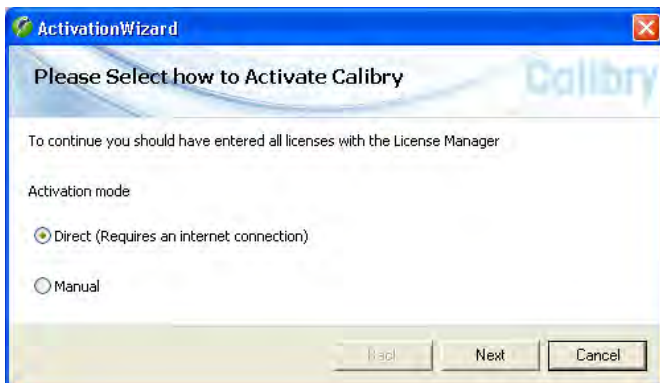 ActivationWizard
Please Select how to Activate Calibry
Calibry
To continue you should have entered all licenses with the License Manager
Activation mode
Direct (Requires an internet connection)
Manual
Back Next Cancel